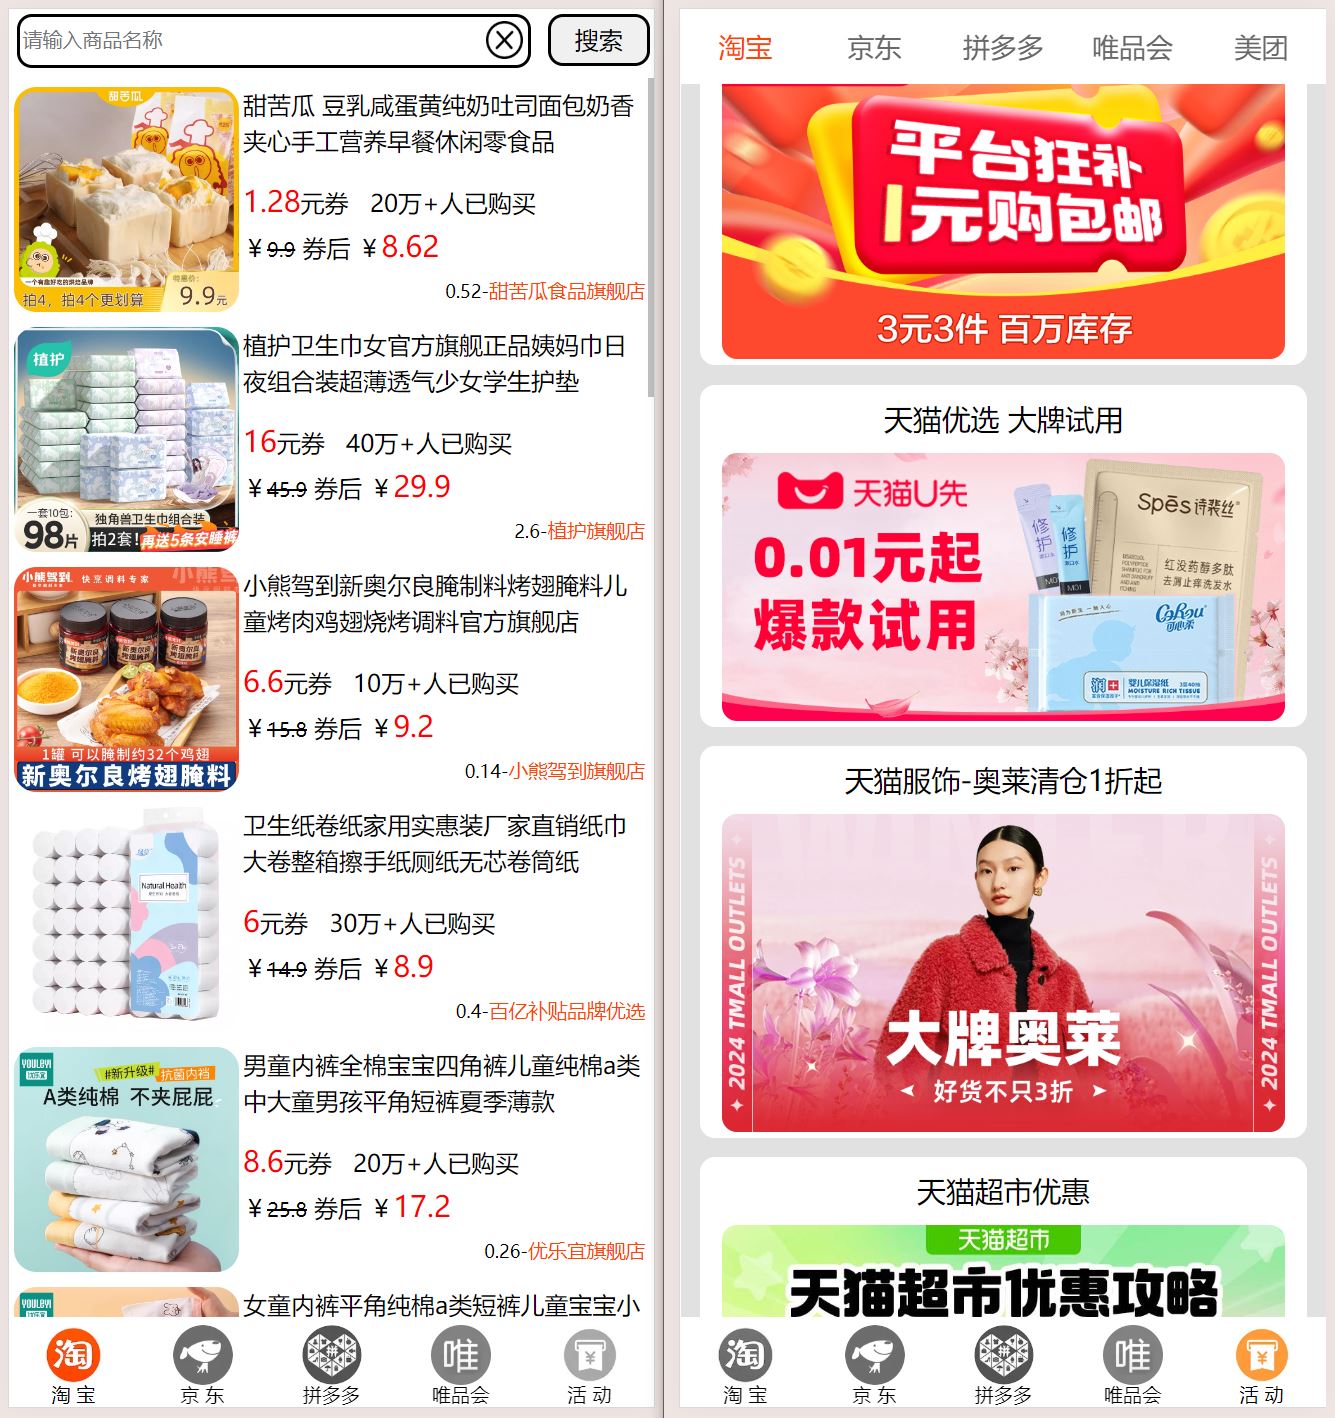 请输入商品名称
搜索
甜苦瓜
甜苦瓜 豆乳咸蛋黄纯奶吐司面包奶香
夹心手工营养早餐休闲零食品
1.28元券 20万+人已购买
￥9.9 券后 ￥8.62
0.52-甜苦瓜食品旗舰店
一个有趣好吃的烘焙品牌
拍4，拍4个更划算
特惠价：
9.9元
植护
植护卫生巾女官方旗舰正品姨妈巾日
夜组合装超薄透气少女学生护垫
16元券 40万+人已购买
￥45.9 券后 ￥29.9
2.6-植护旗舰店
一套10包：
98片
独角兽卫生巾组合装
拍2套！再送5条安睡裤
小熊驾到 快烹调料专家
小熊驾到新奥尔良腌制料烤翅腌料儿
童烤肉鸡翅烧烤调料官方旗舰店
6.6元券 10万+人已购买
￥15.8 券后 ￥9.2
0.14-小熊驾到旗舰店
1罐 可以腌制约32个鸡翅
新奥尔良烤翅腌料
卫生纸卷纸家用实惠装厂家直销纸巾
大卷整箱擦手纸厕纸无芯卷筒纸
6元券 30万+人已购买
￥14.9 券后 ￥8.9
0.4-百亿补贴品牌优选
Natural Health
YOULEYI
优乐宜
#新升级# 抗菌内裆
A类纯棉 不夹屁屁
男童内裤全棉宝宝四角裤儿童纯棉a类
中大童男孩平角短裤夏季薄款
8.6元券 20万+人已购买
￥25.8 券后 ￥17.2
0.26-优乐宜旗舰店
YOULEYI
女童内裤平角纯棉a类短裤儿童宝宝小
淘
唯
淘 宝
京 东
拼多多
唯品会
活 动
淘宝
京东
拼多多
唯品会
美团
平台狂补
1元购包邮
3元3件 百万库存
天猫优选 大牌试用
天猫U先
0.01元起
爆款试用
Spēs诗裴丝
红没药醇多肽
去屑止痒洗发水
修护
修护
CoRou
可心柔
润
婴儿保湿纸
MOISTURE RICH TISSUE
天猫服饰-奥莱清仓1折起
2024 TMALL OUTLETS
2024 TMALL OUTLETS
大牌奥莱
好货不只3折
天猫超市优惠
天猫超市
天猫超市优惠攻略
淘
拼
唯
淘 宝
京 东
拼多多
唯品会
活 动